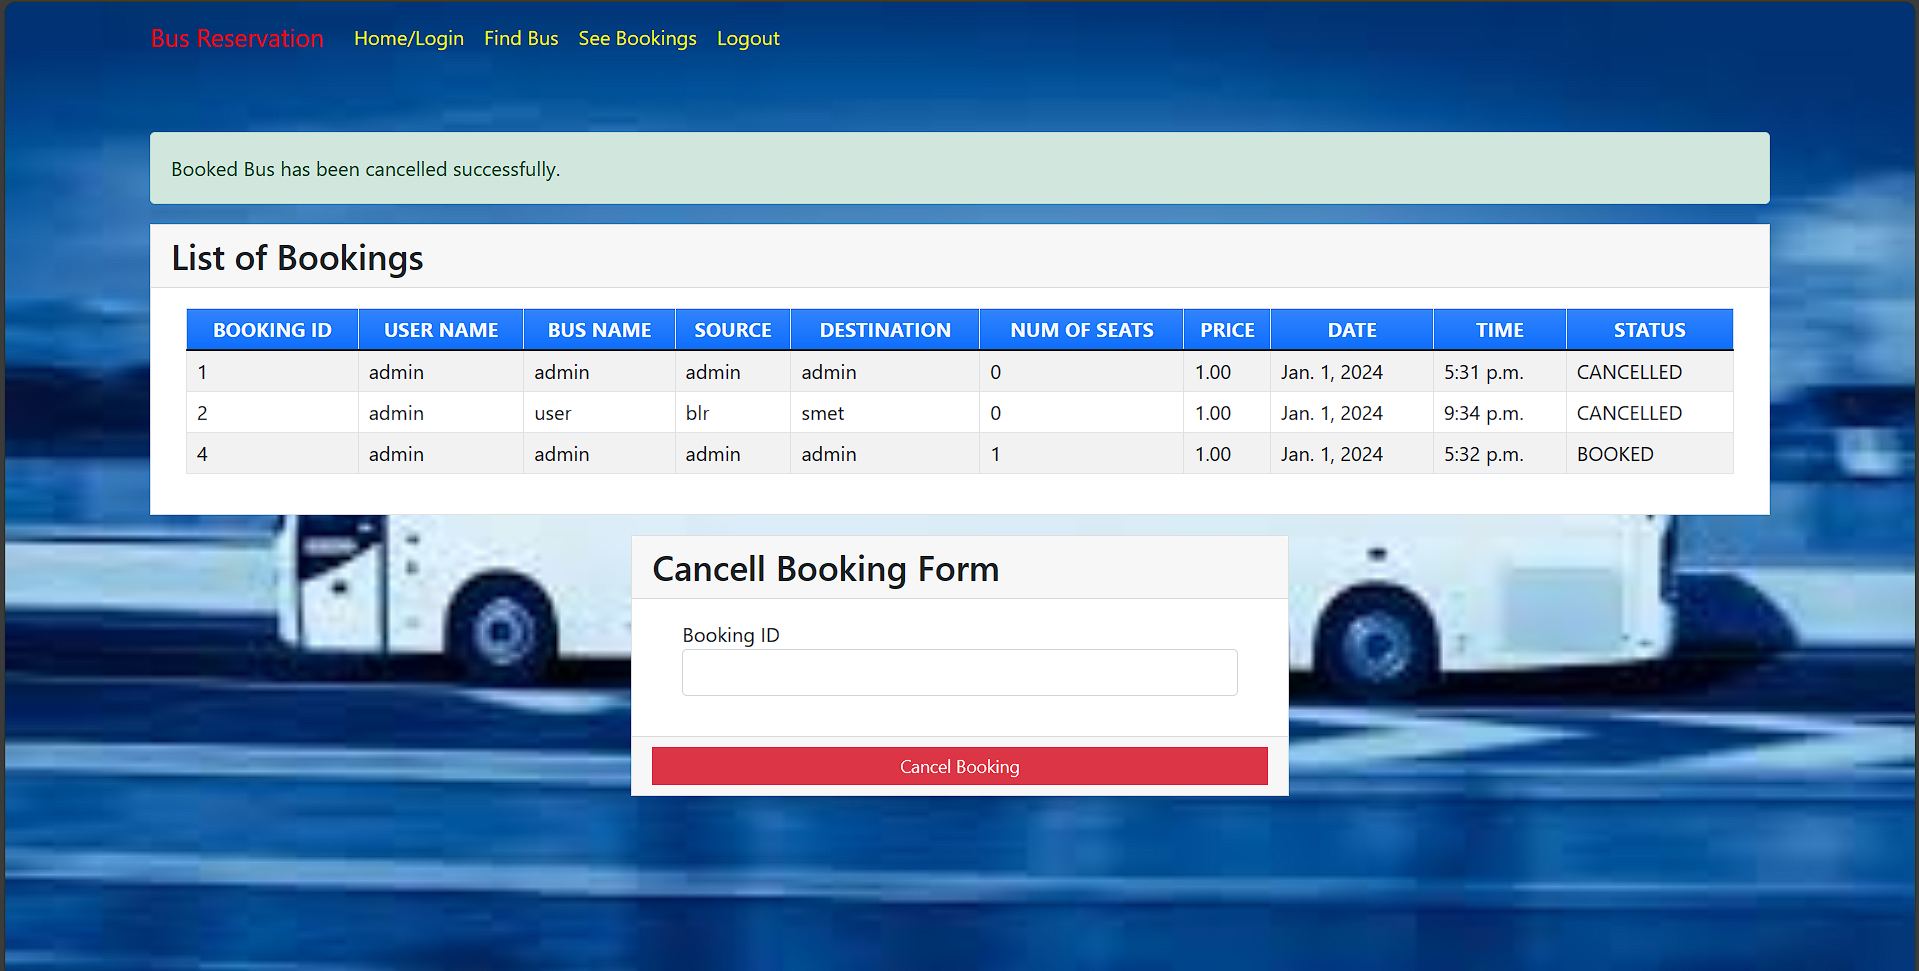 Bus Reservation Home/Login Find Bus See Bookings Logout
Booked Bus has been cancelled successfully.
List of Bookings
BOOKING ID USER NAME BUS NAME SOURCE DESTINATION NUM OF SEATS PRICE DATE TIME STATUS
1 admin admin admin admin 0 1.00 Jan. 1, 2024 5:31 p.m. CANCELLED
2 admin user blr smet 0 1.00 Jan. 1, 2024 9:34 p.m. CANCELLED
4 admin admin admin admin 1 1.00 Jan. 1, 2024 5:32 p.m. BOOKED
Cancell Booking Form
Booking ID
Cancel Booking